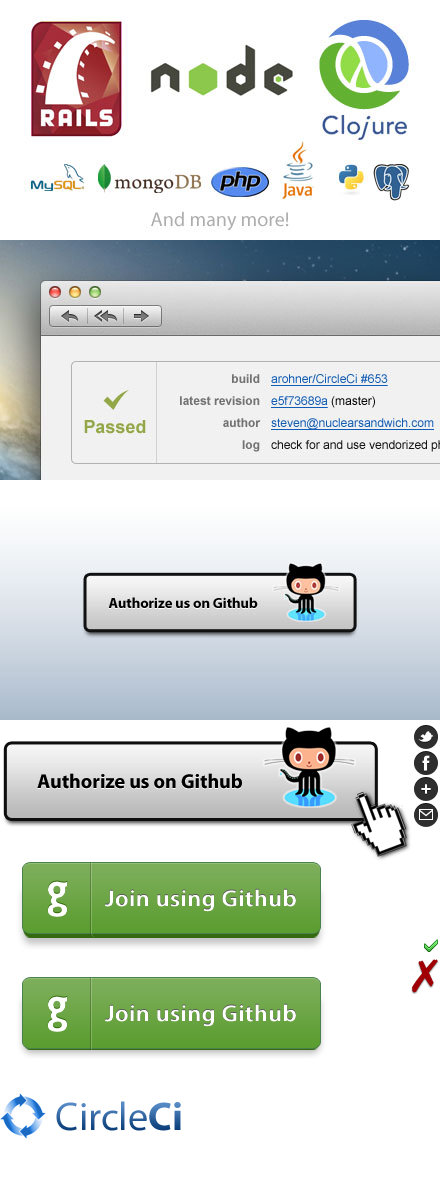 RAILS
node
Clojure
MySQL
mongoDB
php
Java
And many more!
build arohner/CircleCi #653
latest revision e5f73689a (master)
Passed
author steven@nuclearsandwich.com
log check for and use vendorized
Authorize us on Github
Authorize us on Github
f
+
g Join using Github
g Join using Github
CircleCi